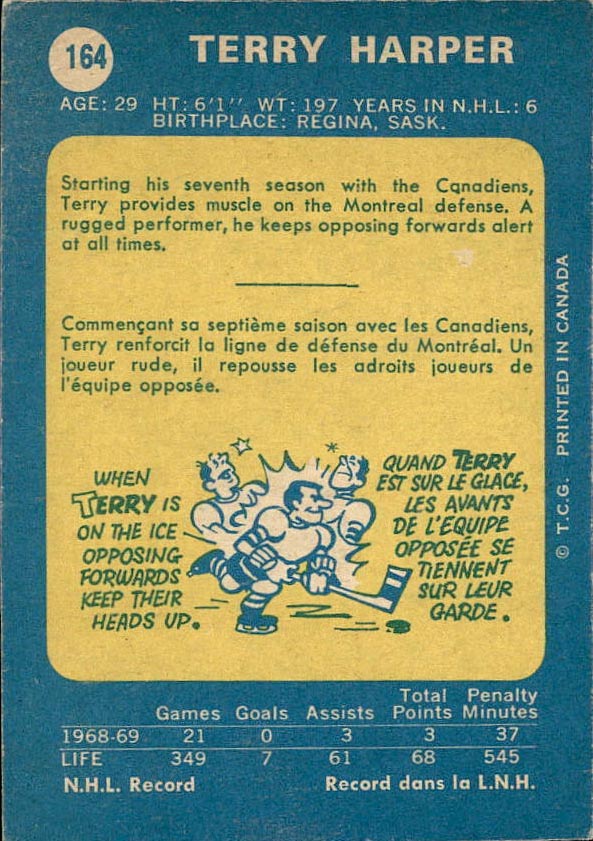 164
TERRY HARPER
AGE: 29 HT: 6'1'' WT: 197 YEARS IN N.H.L.: 6
BIRTHPLACE: REGINA, SASK.
Starting his seventh season with the Canadiens,
Terry provides muscle on the Montreal defense. A
rugged performer, he keeps opposing forwards alert
at all times.
Commençant sa septième saison avec les Canadiens,
Terry renforcit la ligne de défense du Montréal. Un
joueur rude, il repousse les adroits joueurs de
l'équipe opposée.
WHEN
TERRY IS
ON THE ICE
OPPOSING
FORWARDS
KEEP THEIR
HEADS UP.
QUAND TERRY
EST SUR LE GLACE,
LES AVANTS
DE L'EQUIPE
OPPOSÉE SE
TIENNENT
SUR LEUR
GARDE.
© T.C.G. PRINTED IN CANADA
Total Penalty
Games Goals Assists Points Minutes
1968-69 21 0 3 3 37
LIFE 349 7 61 68 545
N.H.L. Record Record dans la L.N.H.